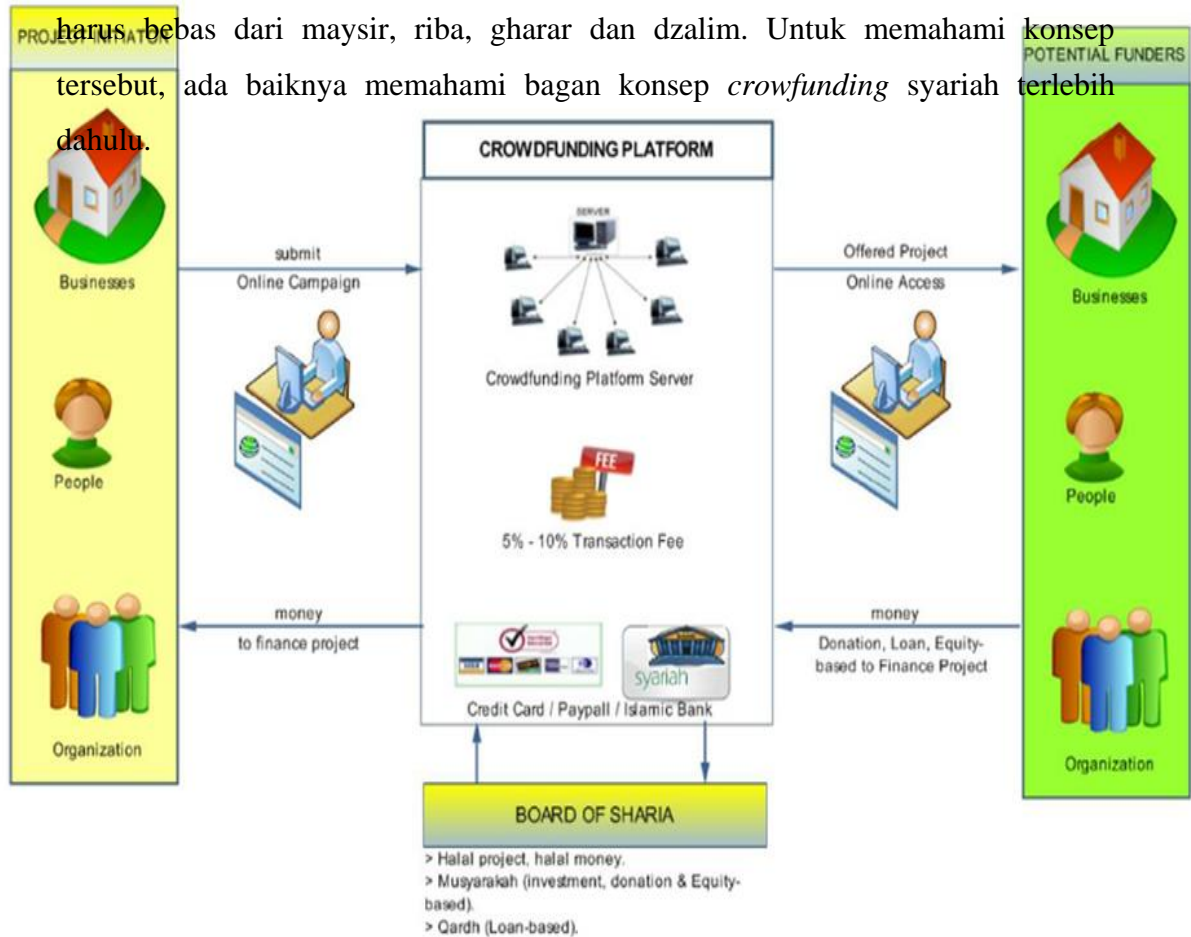 harus bebas dari maysir, riba, gharar dan dzalim. Untuk memahami konsep
tersebut, ada baiknya memahami bagan konsep crowfunding syariah terlebih
dahulu.
PROJECT INITIATOR
Businesses
People
Organization
submit
Online Campaign
money
to finance project
CROWDFUNDING PLATFORM
SERVER
Crowdfunding Platform Server
FEE
5% - 10% Transaction Fee
syariah
Credit Card / Paypall / Islamic Bank
Offered Project
Online Access
money
Donation, Loan, Equity-
based to Finance Project
POTENTIAL FUNDERS
Businesses
People
Organization
BOARD OF SHARIA
> Halal project, halal money.
> Musyarakah (investment, donation & Equity-
based).
> Qardh (Loan-based).